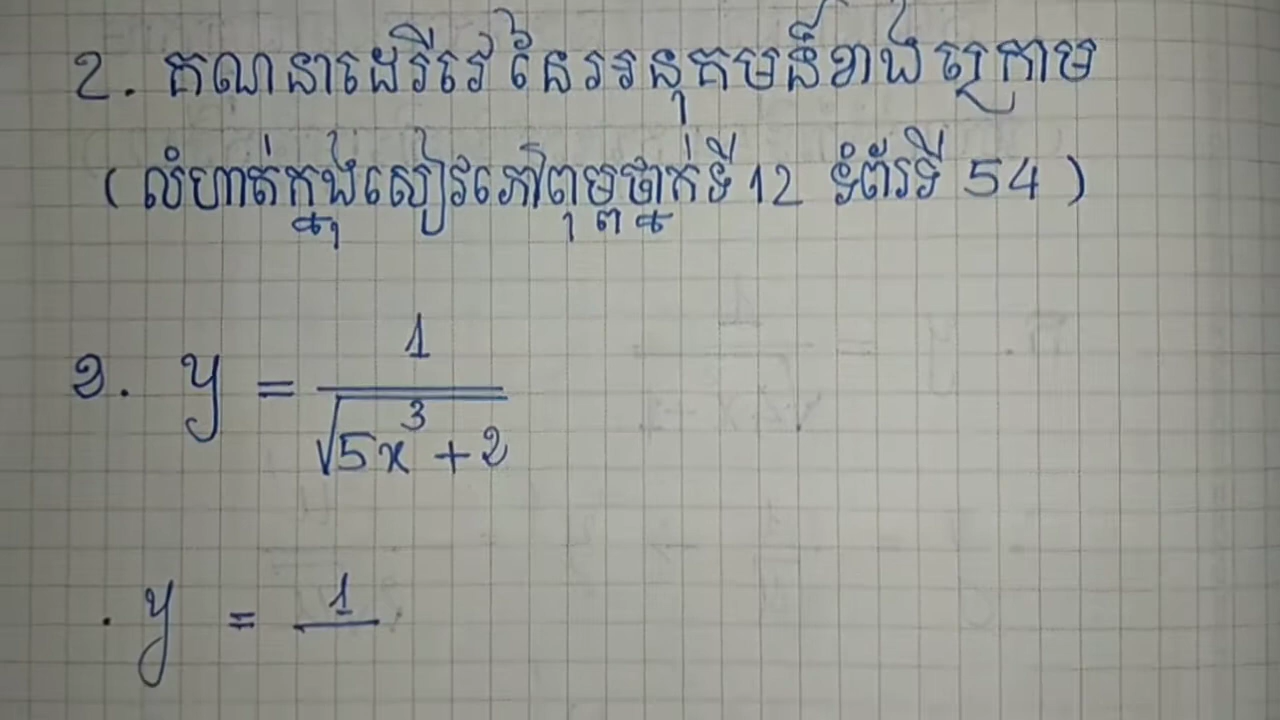 2. គណនាដេរីវេនៃអនុគមន៍ខាងក្រោម
(លំហាត់ក្នុងសៀវភៅពុម្ពថ្នាក់ទី 12 ទំព័រទី 54)
ខ. y = 1/√(5x³+2)
. y = 1/